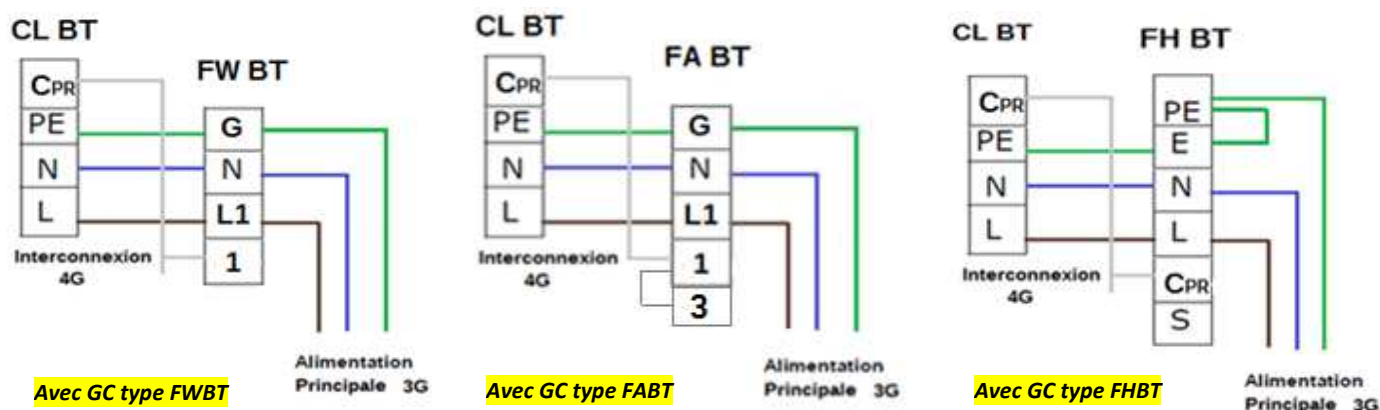 CL BT
FW BT
CPR
PE
N
L
G
N
L1
1
Interconnexion
4G
Alimentation
Principale 3G
Avec GC type FWBT
CL BT
FA BT
CPR
PE
N
L
G
N
L1
1
3
Interconnexion
4G
Alimentation
Principale 3G
Avec GC type FABT
CL BT
FH BT
CPR
PE
N
L
PE
E
N
L
CPR
S
Interconnexion
4G
Alimentation
Principale 3G
Avec GC type FHBT